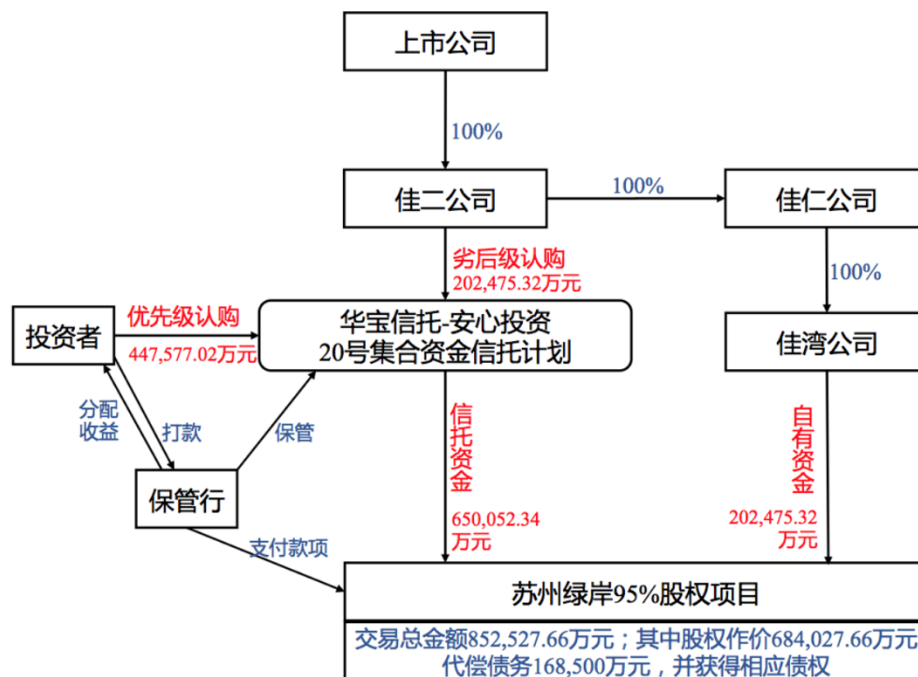 上市公司
100%
佳二公司
100%
佳仁公司
劣后级认购
202,475.32万元
100%
投资者
优先级认购
447,577.02万元
华宝信托-安心投资
20号集合资金信托计划
佳湾公司
分配
收益
打款
保管
信托资金
自有资金
保管行
650,052.34
万元
202,475.32
万元
支付款项
苏州绿岸95%股权项目
交易总金额852,527.66万元；其中股权作价684,027.66万元
代偿债务168,500万元，并获得相应债权